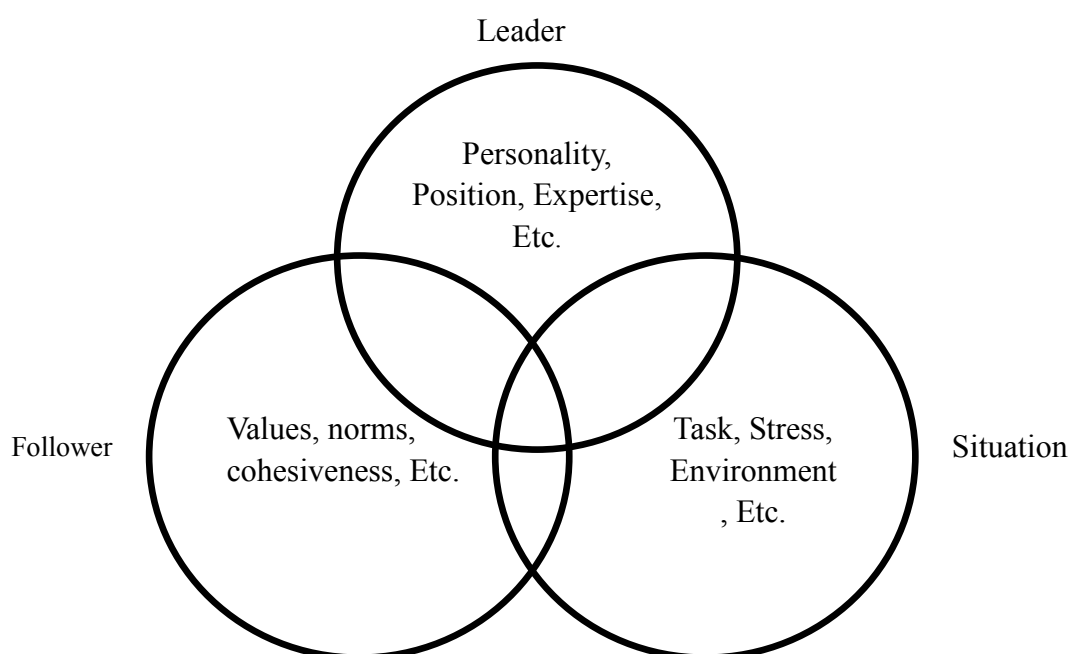 Leader
Personality,
Position, Expertise,
Etc.
Follower
Values, norms,
cohesiveness, Etc.
Task, Stress,
Environment
, Etc.
Situation